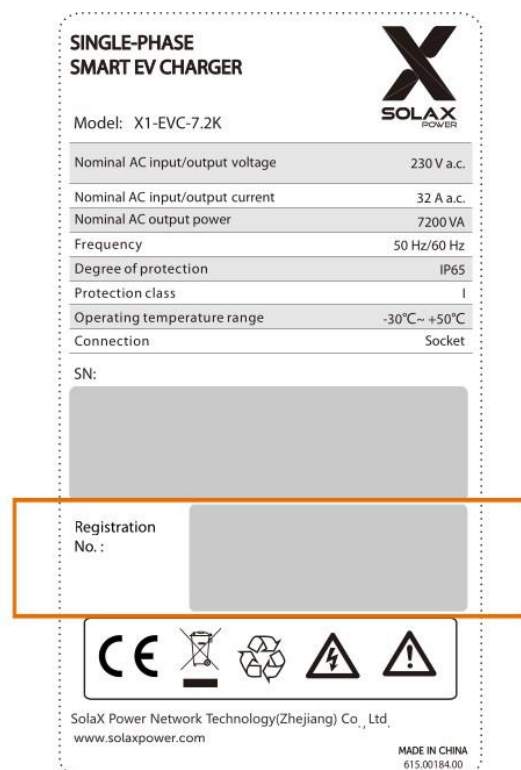 SINGLE-PHASE
SMART EV CHARGER
SOLAX
POWER
Model: X1-EVC-7.2K
Nominal AC input/output voltage 230 V a.c.
Nominal AC input/output current 32 A a.c.
Nominal AC output power 7200 VA
Frequency 50 Hz/60 Hz
Degree of protection IP65
Protection class I
Operating temperature range -30℃~ +50℃
Connection Socket
SN:
Registration
No. :
CE
SolaX Power Network Technology(Zhejiang) Co., Ltd.
www.solaxpower.com
MADE IN CHINA
615.00184.00